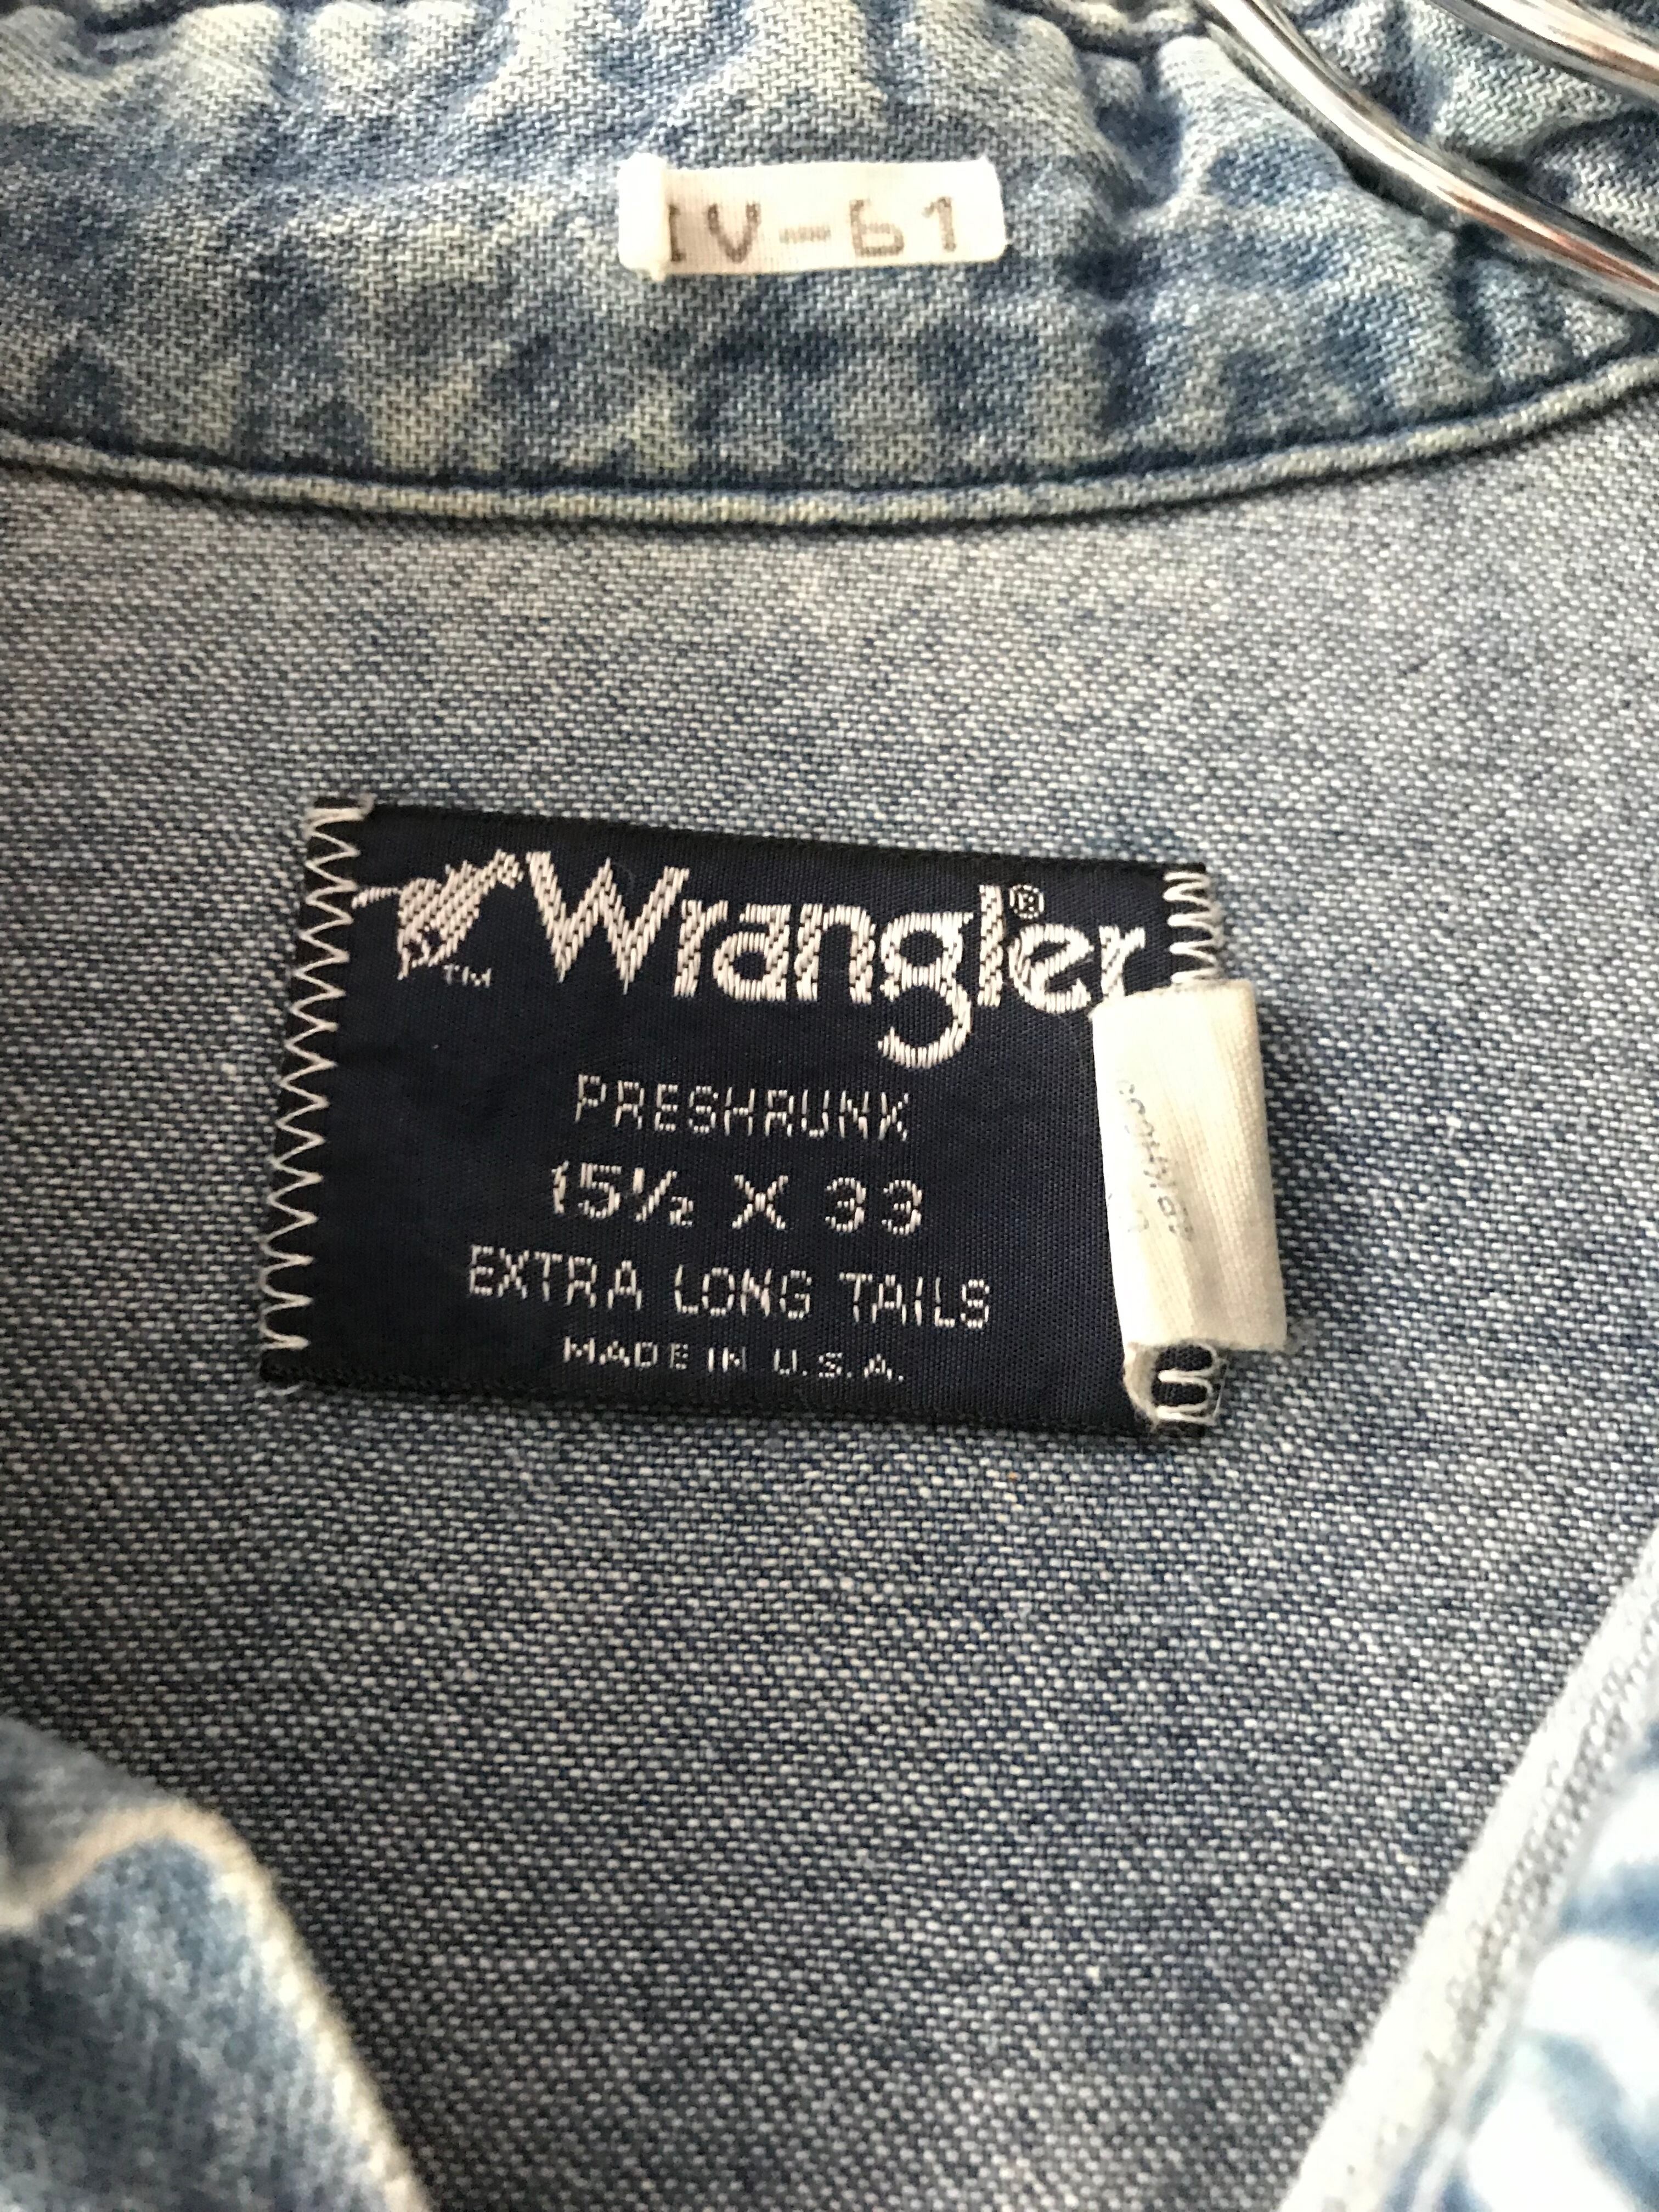 IV-61
Wrangler®
TM
PRESHRUNK
15½ X 33
EXTRA LONG TAILS
MADE IN U.S.A.